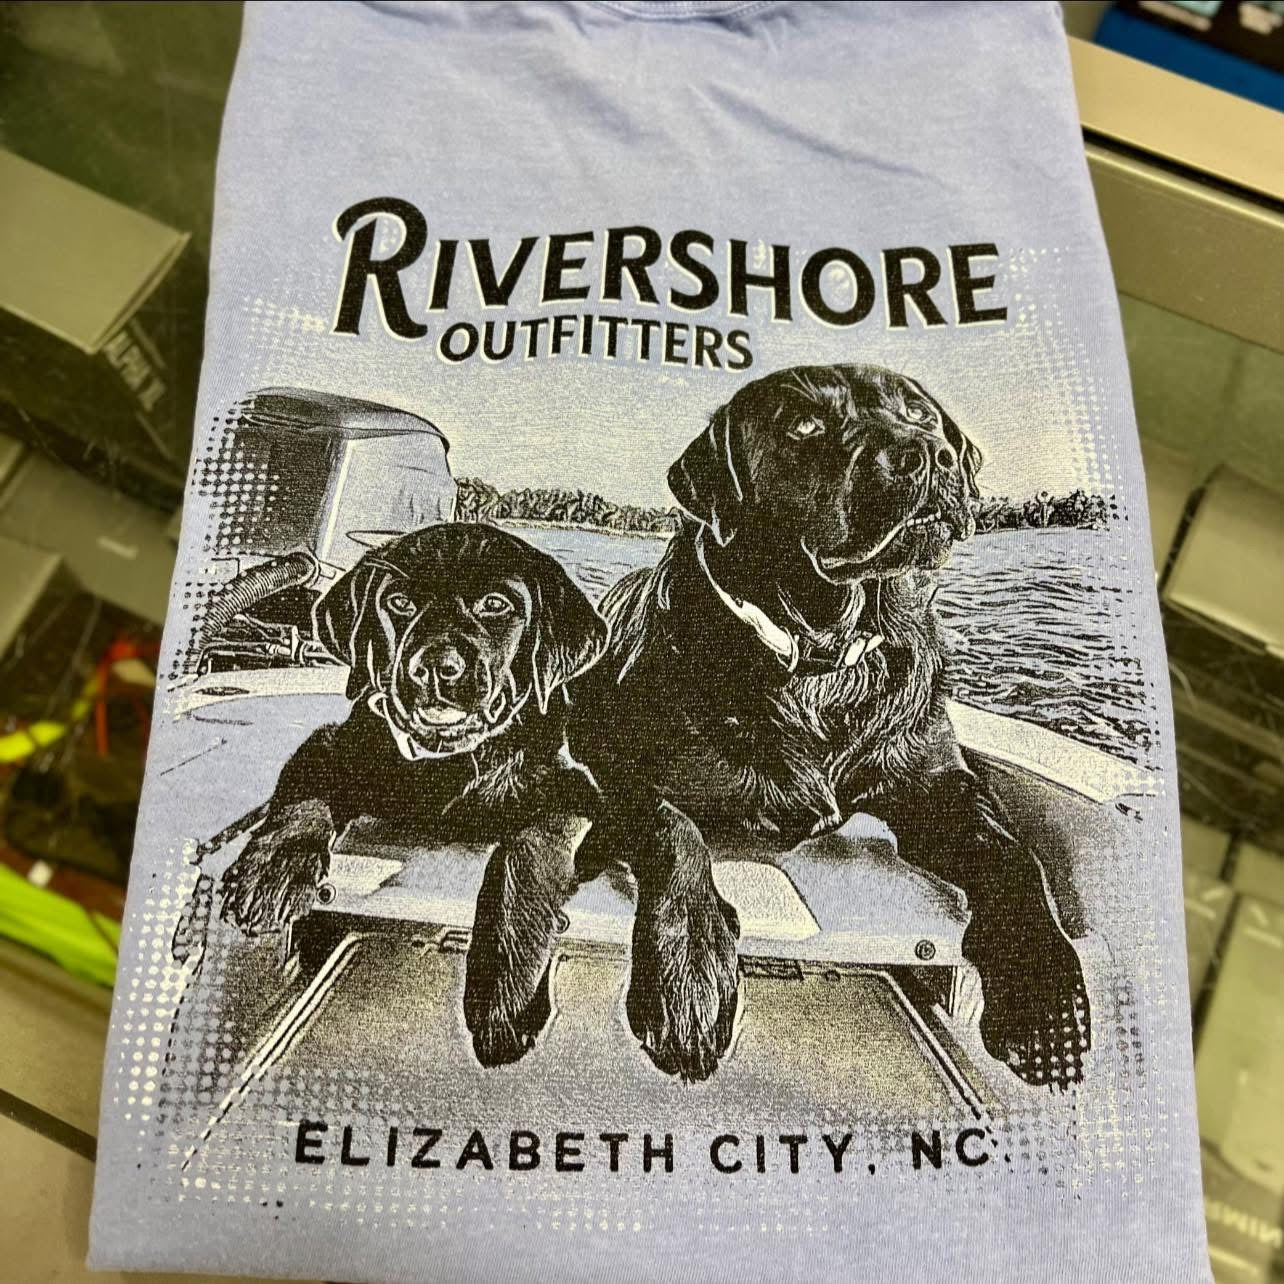 RIVERSHORE
OUTFITTERS
ELIZABETH CITY, NC